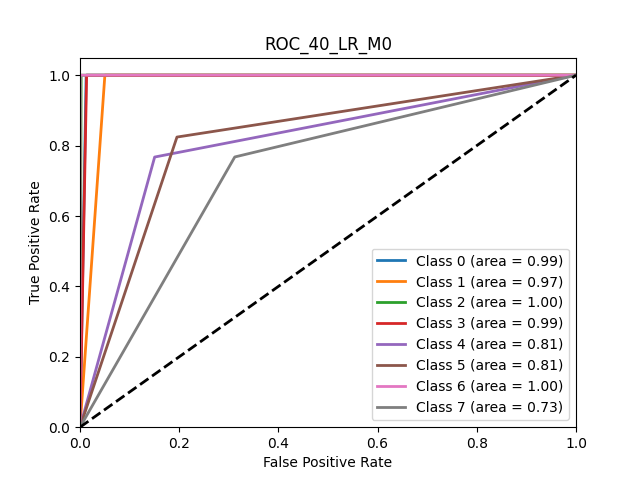 ROC_40_LR_M0
True Positive Rate
1.0
0.8
0.6
0.4
0.2
0.0
Class 0 (area = 0.99)
Class 1 (area = 0.97)
Class 2 (area = 1.00)
Class 3 (area = 0.99)
Class 4 (area = 0.81)
Class 5 (area = 0.81)
Class 6 (area = 1.00)
Class 7 (area = 0.73)
0.0 0.2 0.4 0.6 0.8 1.0
False Positive Rate